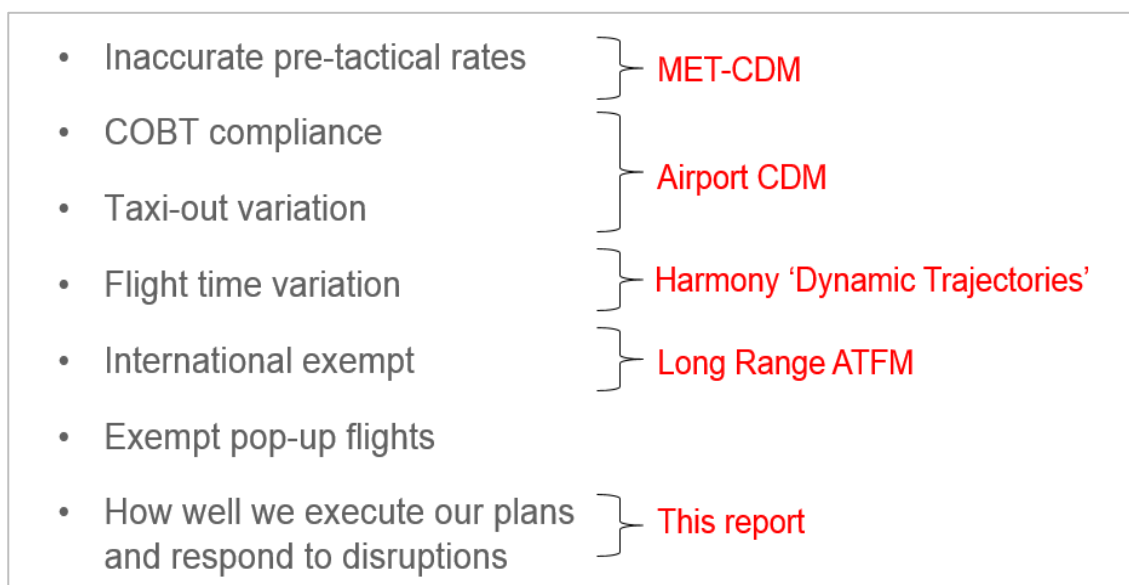 • Inaccurate pre-tactical rates
MET-CDM
• COBT compliance
Airport CDM
• Taxi-out variation
• Flight time variation
Harmony ‘Dynamic Trajectories’
• International exempt
Long Range ATFM
• Exempt pop-up flights
• How well we execute our plans
and respond to disruptions
This report